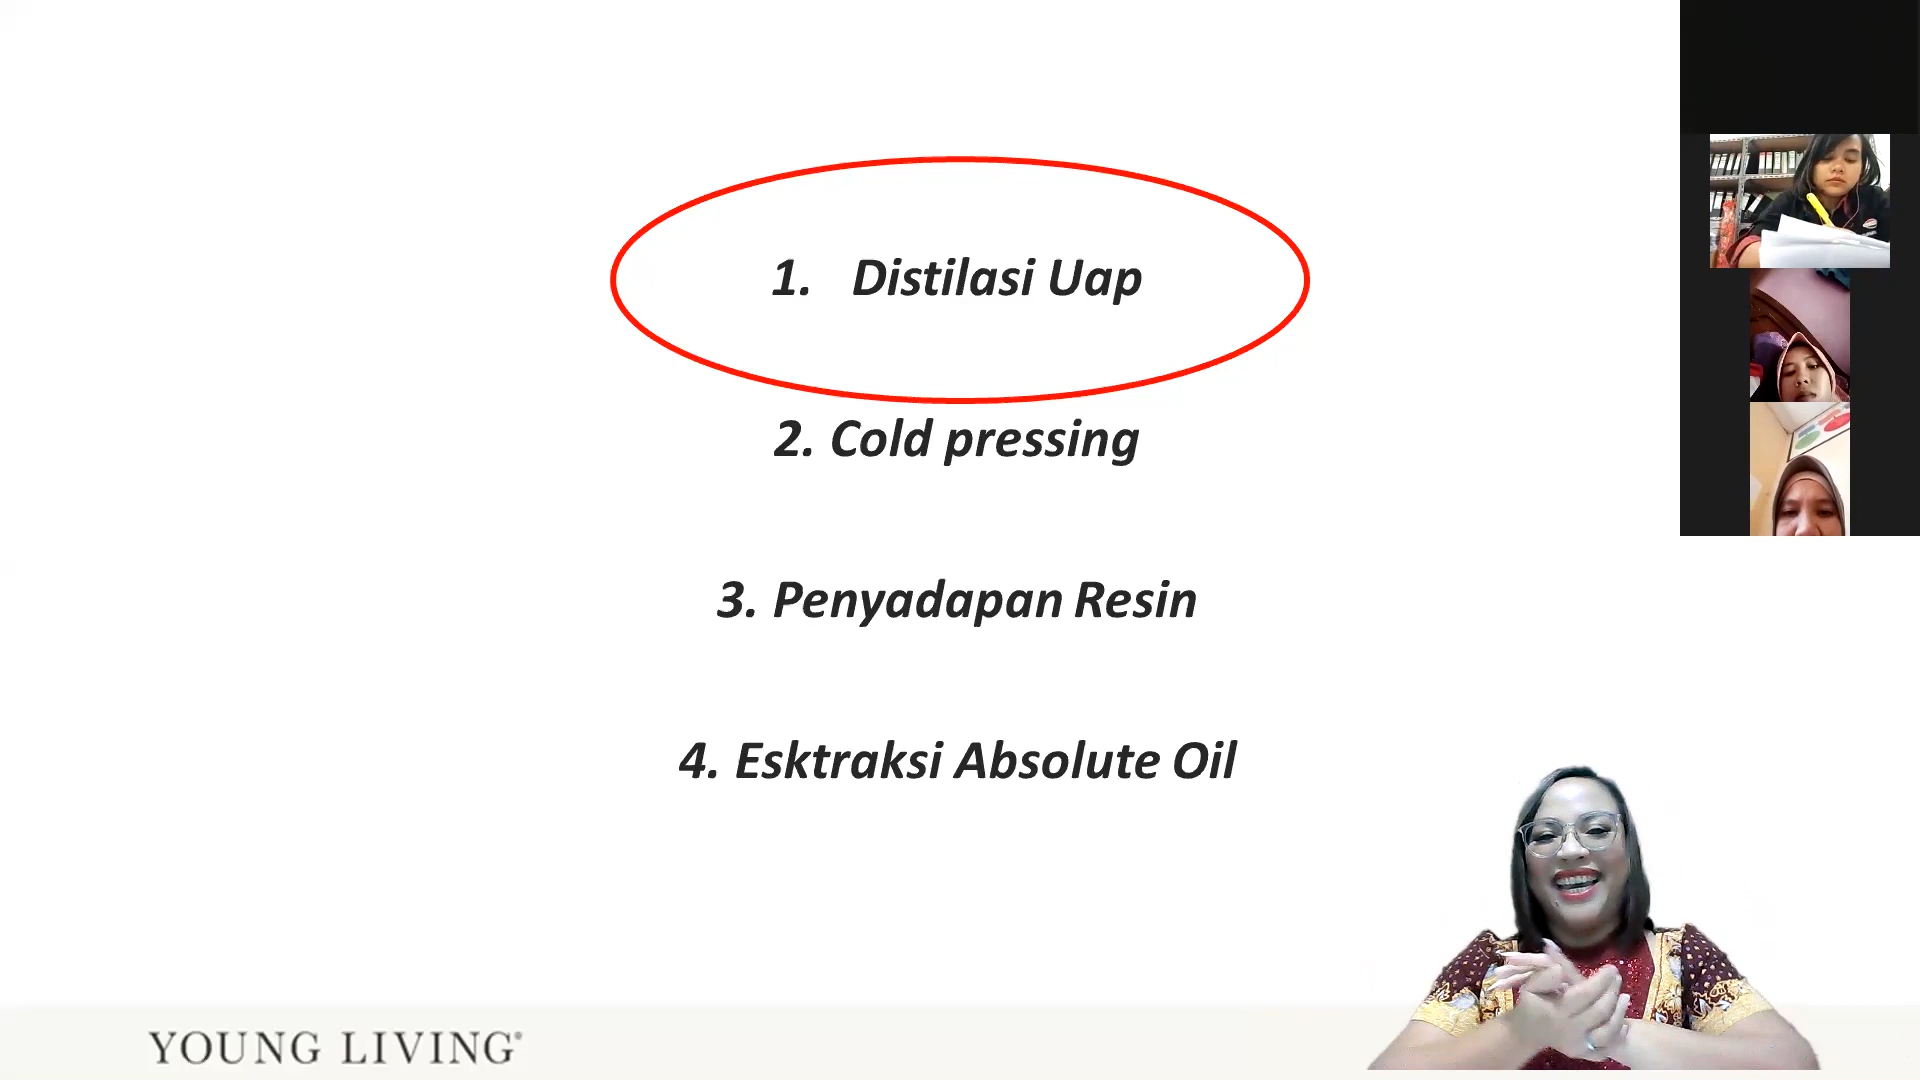 1. Distilasi Uap
2. Cold pressing
3. Penyadapan Resin
4. Esktraksi Absolute Oil
YOUNG LIVING®